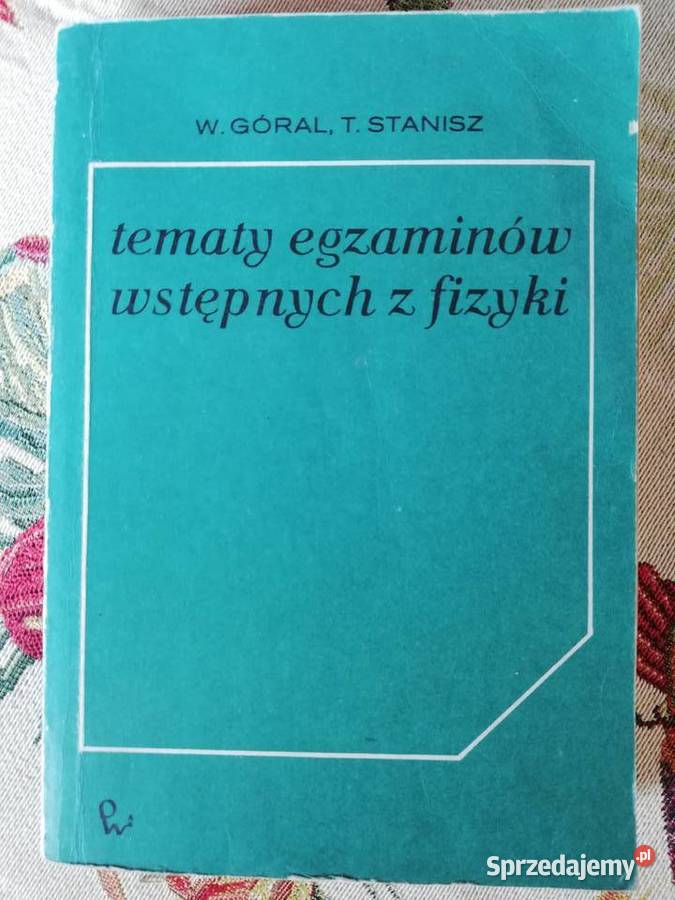 W. GÓRAL, T. STANISZ
tematy egzaminów
wstępnych z fizyki
Sprzedajemy.pl